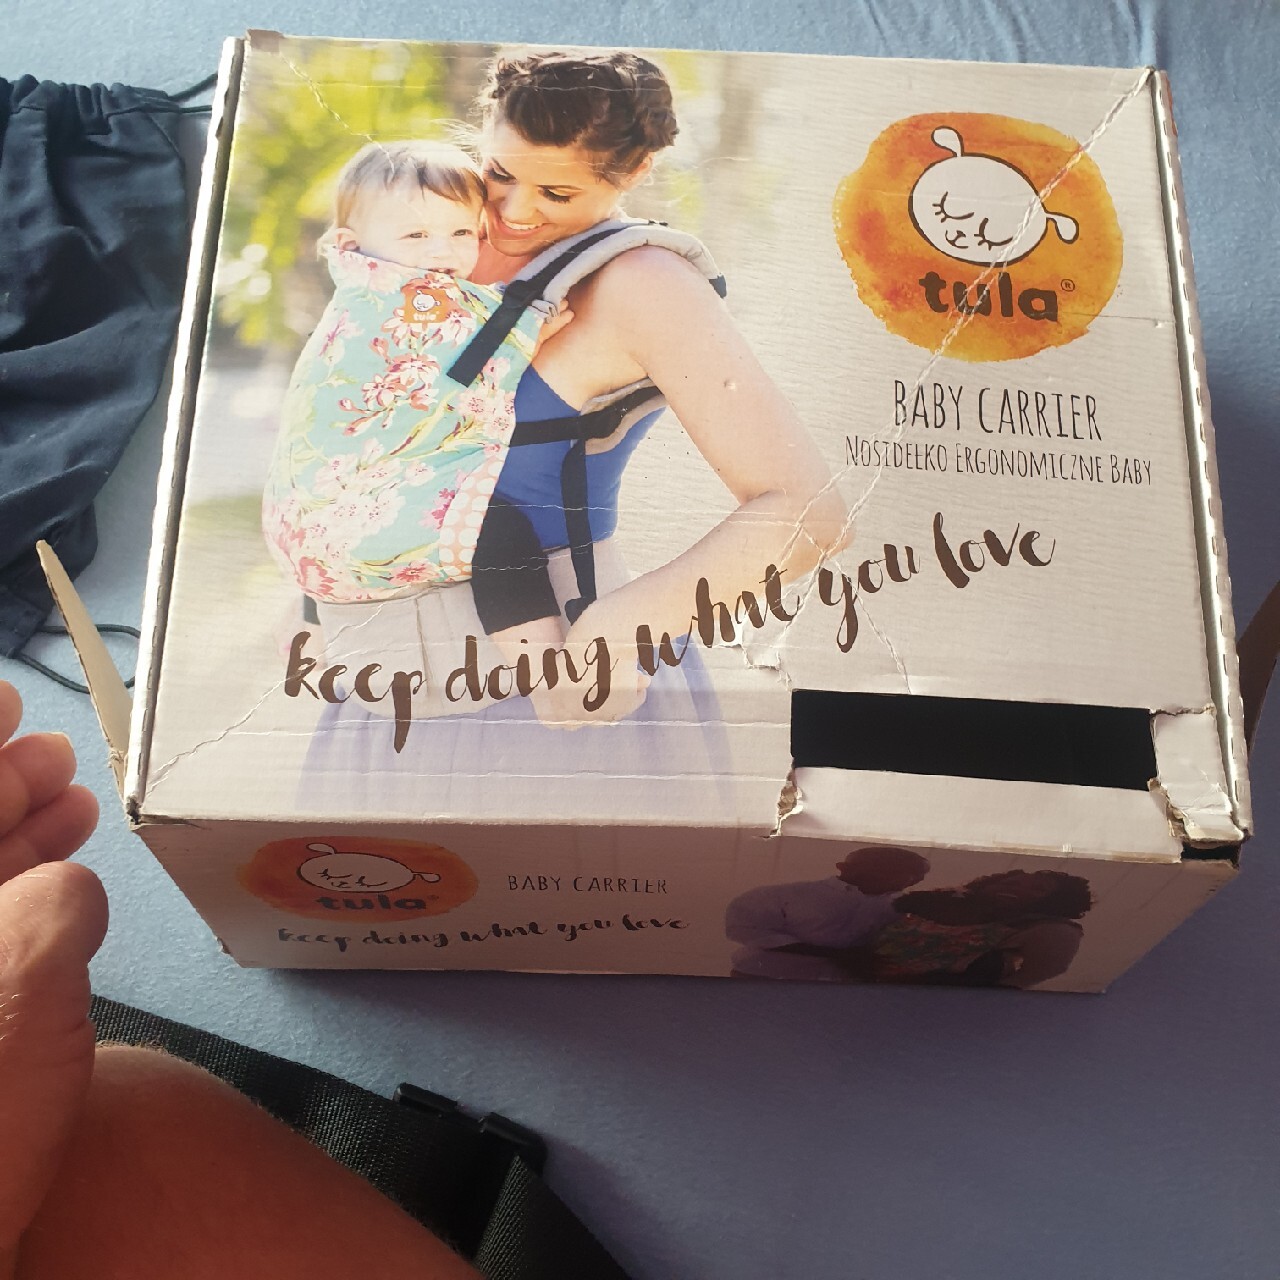 tula®
tula
BABY CARRIER
NOSIDEŁKO ERGONOMICZNE BABY
keep doing what you love
tula®
BABY CARRIER
keep doing what you love